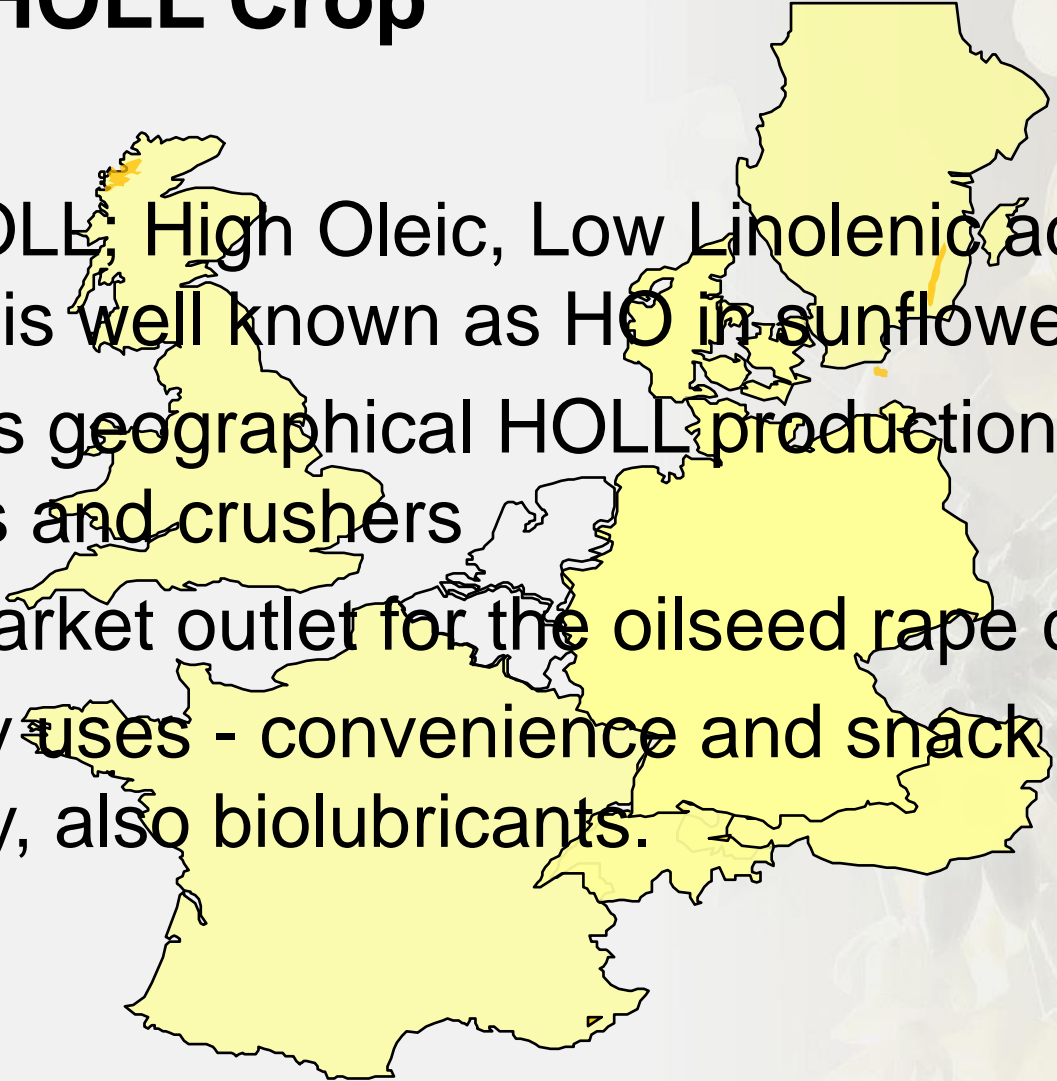 HOLL Crop
OLL; High Oleic, Low Linolenic
is well known as HO in sunflowe
s geographical HOLL production
s and crushers
arket outlet for the oilseed rape
y uses - convenience and snack
y, also biolubricants.